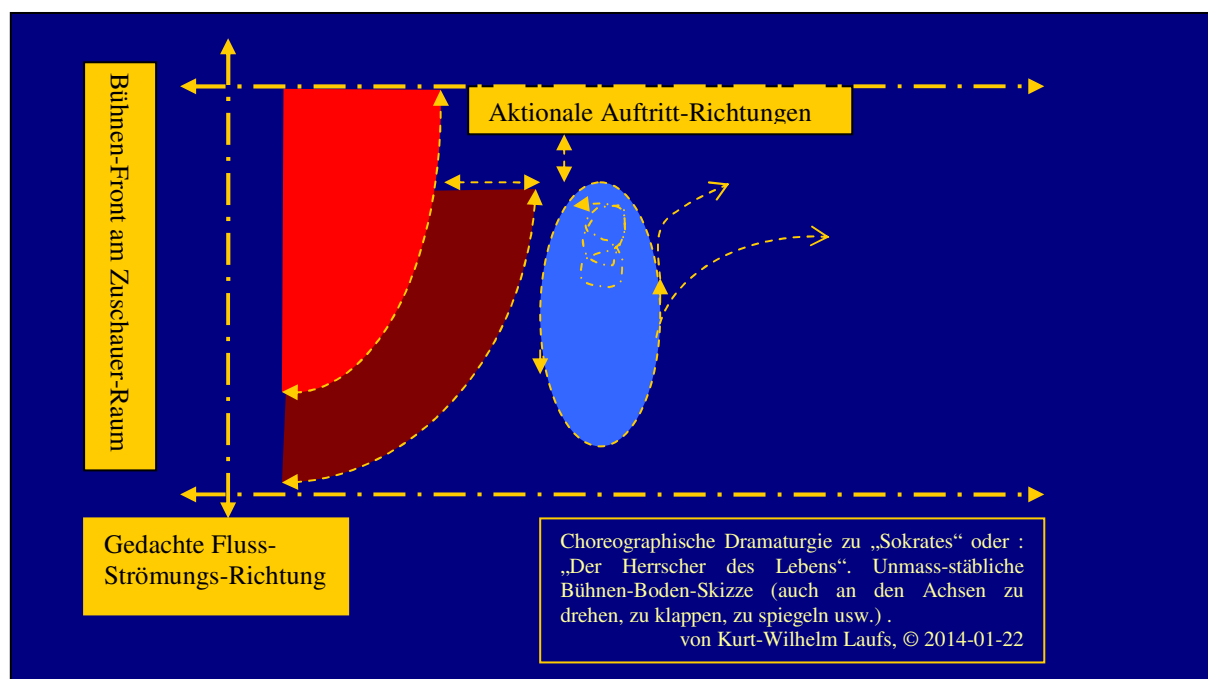 Bühnen-Front am Zuschauer-Raum
Aktionale Auftritt-Richtungen
Gedachte Fluss-
Strömungs-Richtung
Choreographische Dramaturgie zu „Sokrates“ oder :
„Der Herrscher des Lebens“. Unmass-stäbliche
Bühnen-Boden-Skizze (auch an den Achsen zu
drehen, zu klappen, zu spiegeln usw.) .
von Kurt-Wilhelm Laufs, © 2014-01-22